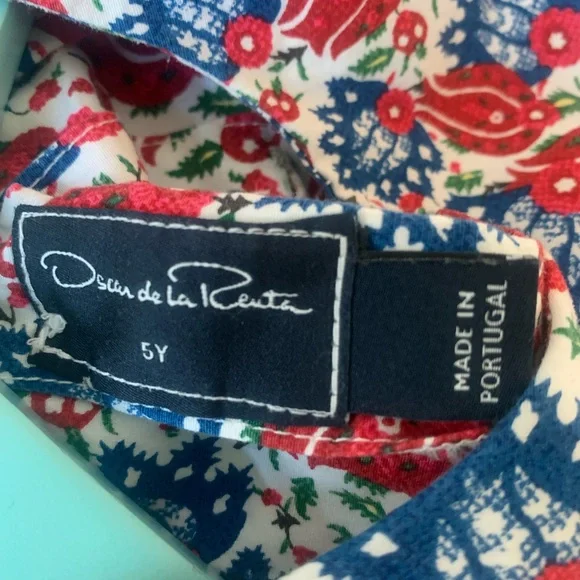 Oscar de la Renta
5Y
MADE IN
PORTUGAL